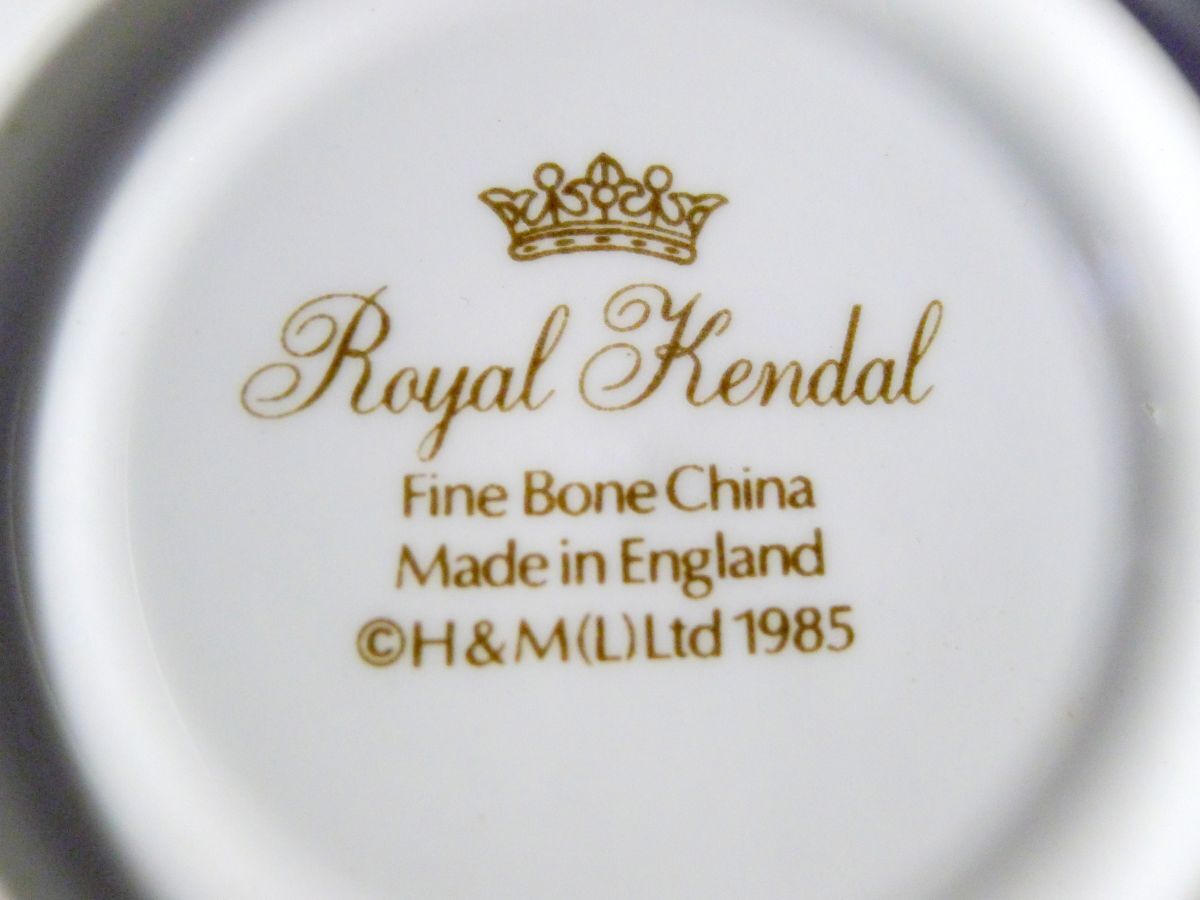 Royal Kendal
Fine Bone China
Made in England
©H&M(L)Ltd 1985